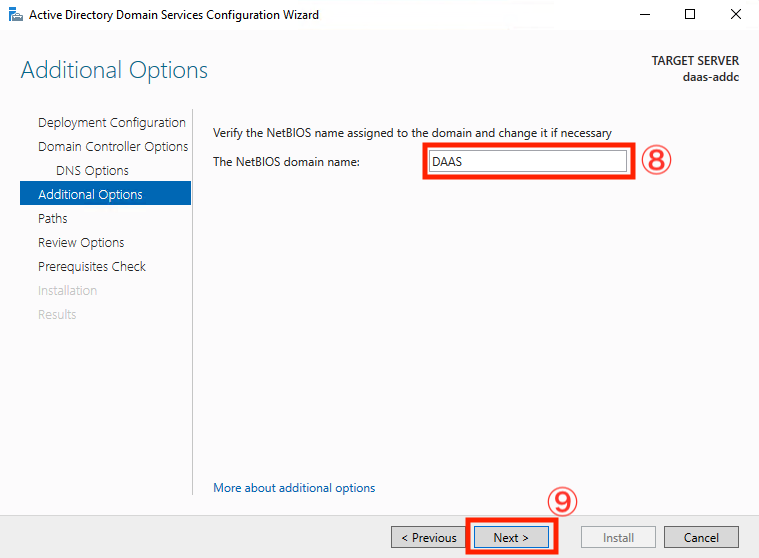 Active Directory Domain Services Configuration Wizard
Additional Options
TARGET SERVER
daas-addc
Deployment Configuration
Domain Controller Options
DNS Options
Additional Options
Paths
Review Options
Prerequisites Check
Installation
Results
Verify the NetBIOS name assigned to the domain and change it if necessary
The NetBIOS domain name: DAAS ⑧
More about additional options
⑨
< Previous Next > Install Cancel